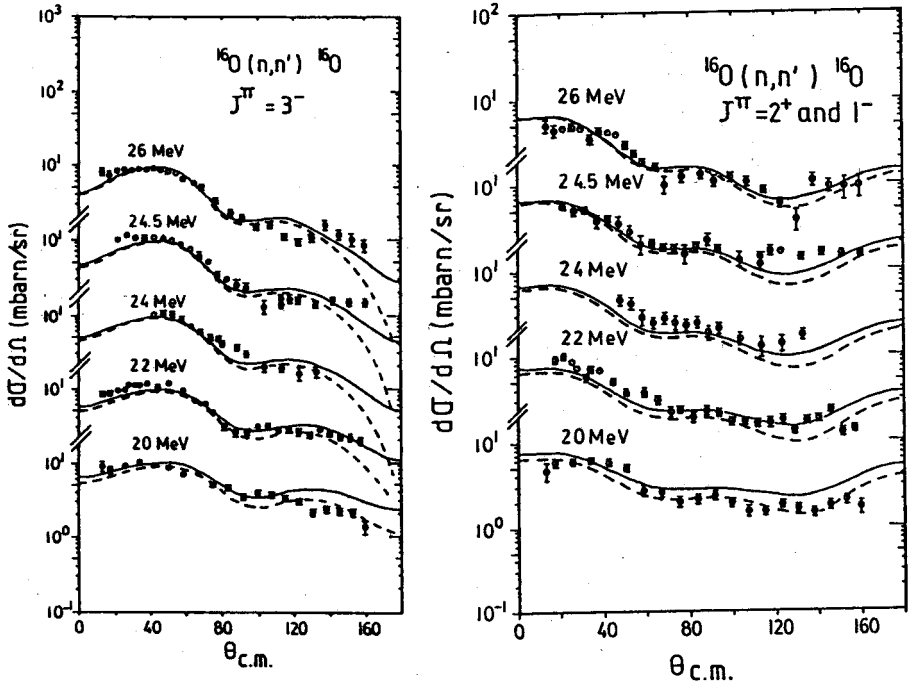 10³
¹⁶O (n,n') ¹⁶O
J^π = 3⁻
10²
26 MeV
10¹
24.5 MeV
10¹
24 MeV
10¹
22 MeV
10¹
20 MeV
10¹
10⁰
10⁻¹
0 40 80 120 160
θc.m.
dσ/dΩ (mbarn/sr)
10²
¹⁶O (n,n') ¹⁶O
J^π = 2⁺ and 1⁻
26 MeV
10¹
24.5 MeV
10¹
24 MeV
10¹
22 MeV
10¹
20 MeV
10¹
10⁰
10⁻¹
0 40 80 120 160
θc.m.
dσ/dΩ (mbarn/sr)